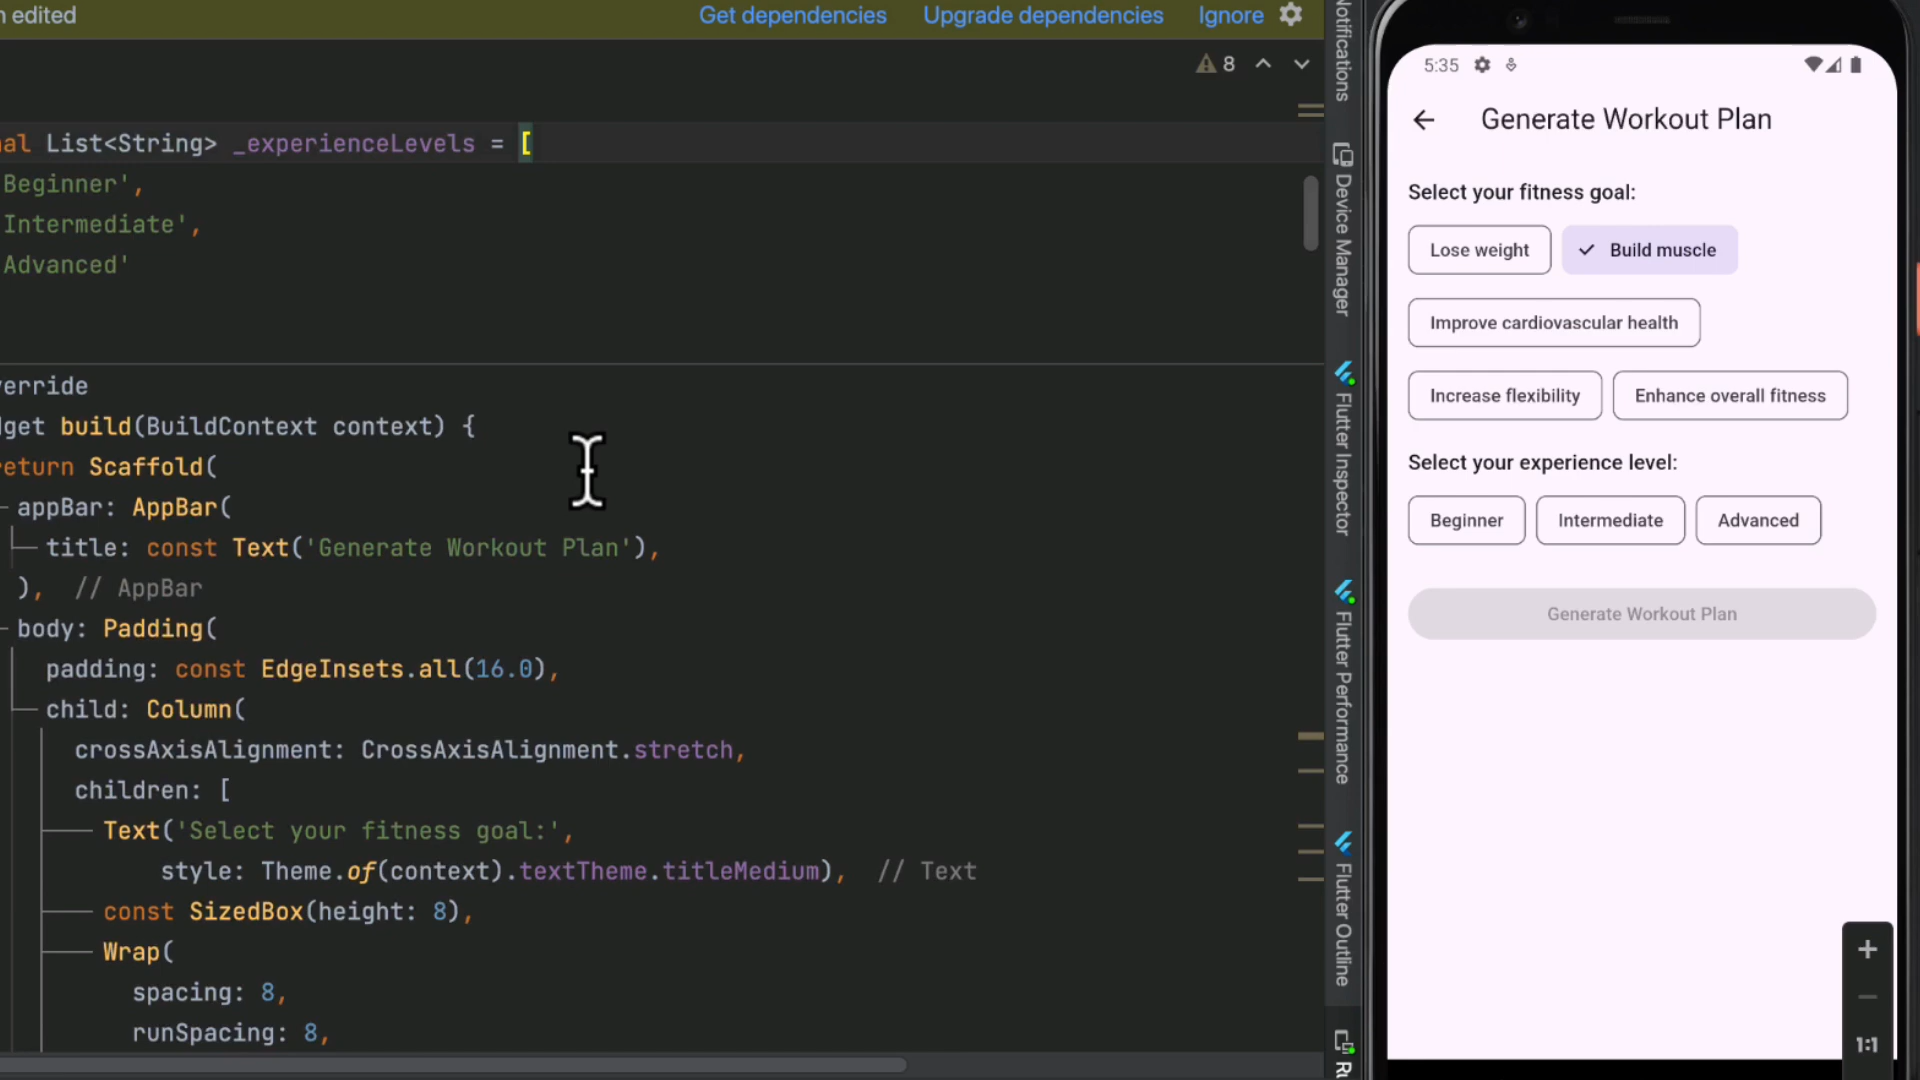 n edited
Get dependencies Upgrade dependencies Ignore
8
nal List<String> _experienceLevels = [
Beginner',
Intermediate',
Advanced'
verride
dget build(BuildContext context) {
return Scaffold(
appBar: AppBar(
title: const Text('Generate Workout Plan'),
), // AppBar
body: Padding(
padding: const EdgeInsets.all(16.0),
child: Column(
crossAxisAlignment: CrossAxisAlignment.stretch,
children: [
Text('Select your fitness goal:',
style: Theme.of(context).textTheme.titleMedium), // Text
const SizedBox(height: 8),
Wrap(
spacing: 8,
runSpacing: 8,
Notifications
Device Manager
Flutter Inspector
Flutter Performance
Flutter Outline
Ru
5:35
Generate Workout Plan
Select your fitness goal:
Lose weight Build muscle
Improve cardiovascular health
Increase flexibility Enhance overall fitness
Select your experience level:
Beginner Intermediate Advanced
Generate Workout Plan
1:1